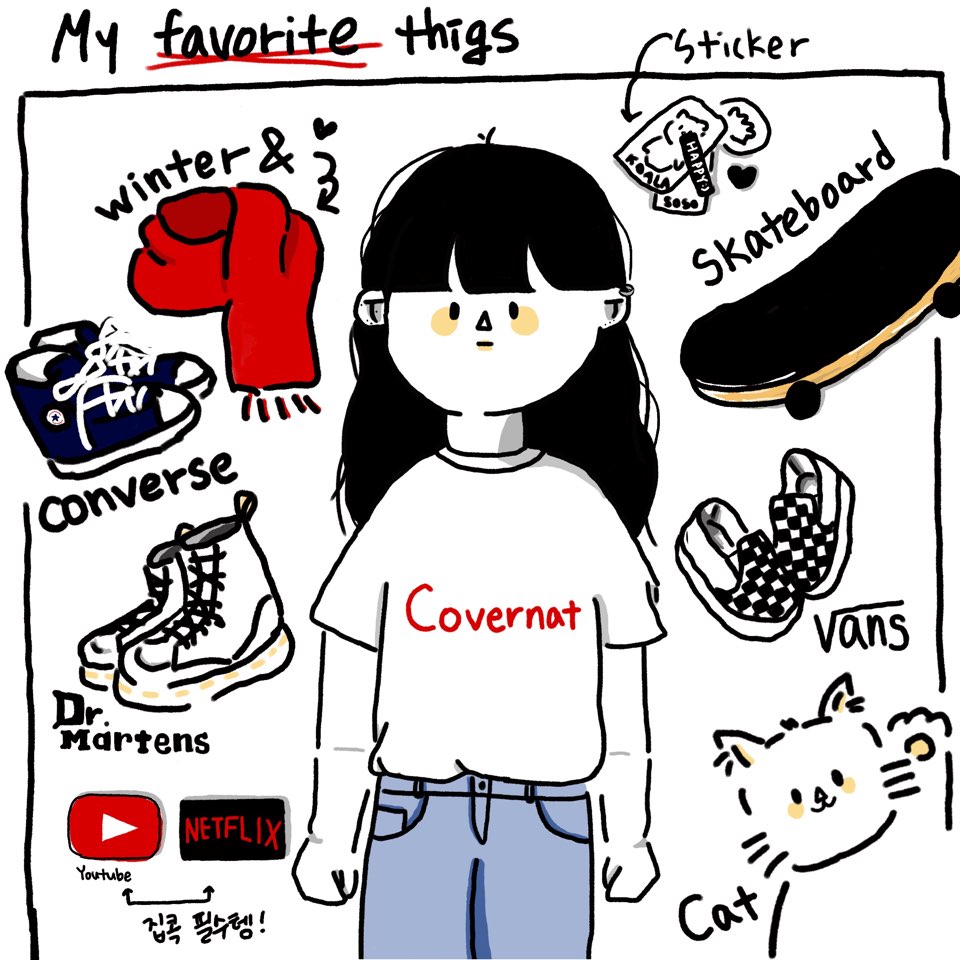 My favorite thigs
sticker
winter &
KOALA
HAPPY:)
SOSO
skateboard
converse
Covernat
vans
Dr.
Martens
NETFLIX
Youtube
집콕 필수템!
Cat